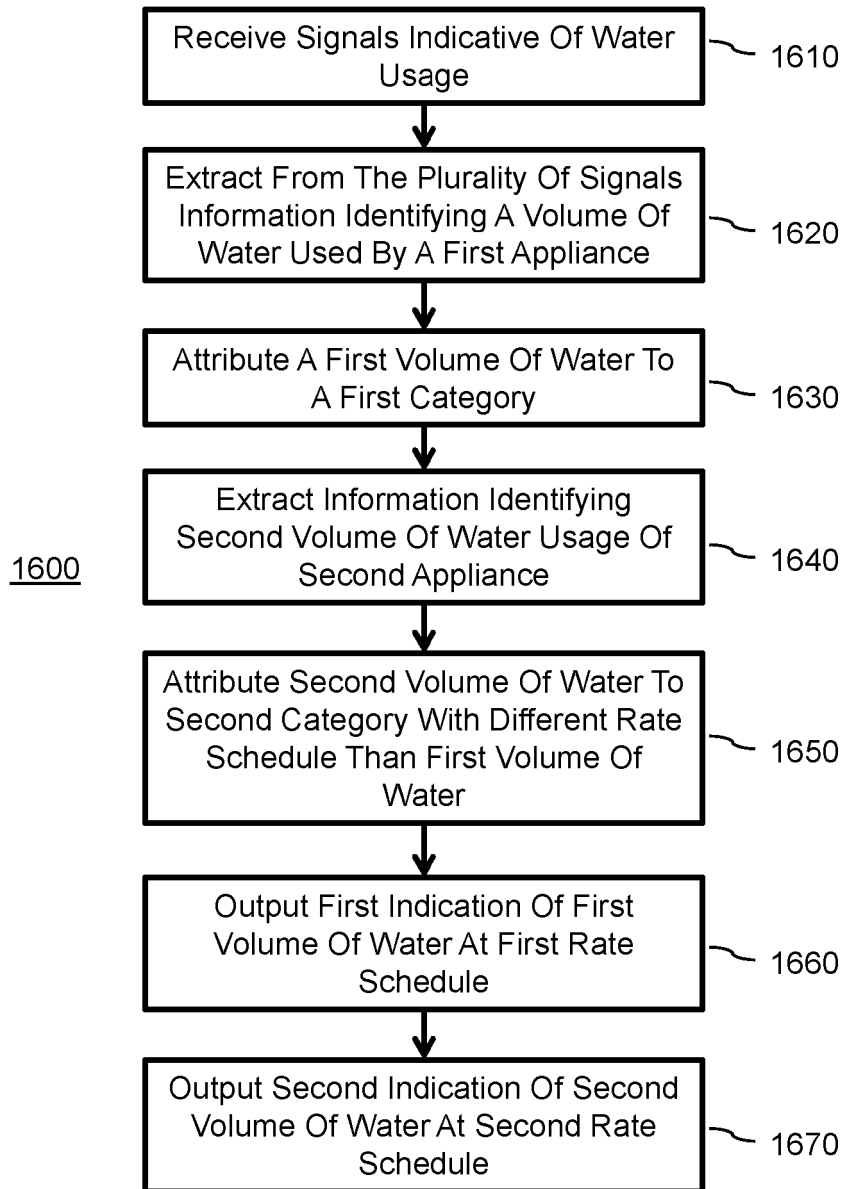 Receive Signals Indicative Of Water
Usage
1610
Extract From The Plurality Of Signals
Information Identifying A Volume Of
Water Used By A First Appliance
1620
Attribute A First Volume Of Water To
A First Category
1630
Extract Information Identifying
Second Volume Of Water Usage Of
Second Appliance
1640
1600
Attribute Second Volume Of Water To
Second Category With Different Rate
Schedule Than First Volume Of
Water
1650
Output First Indication Of First
Volume Of Water At First Rate
Schedule
1660
Output Second Indication Of Second
Volume Of Water At Second Rate
Schedule
1670